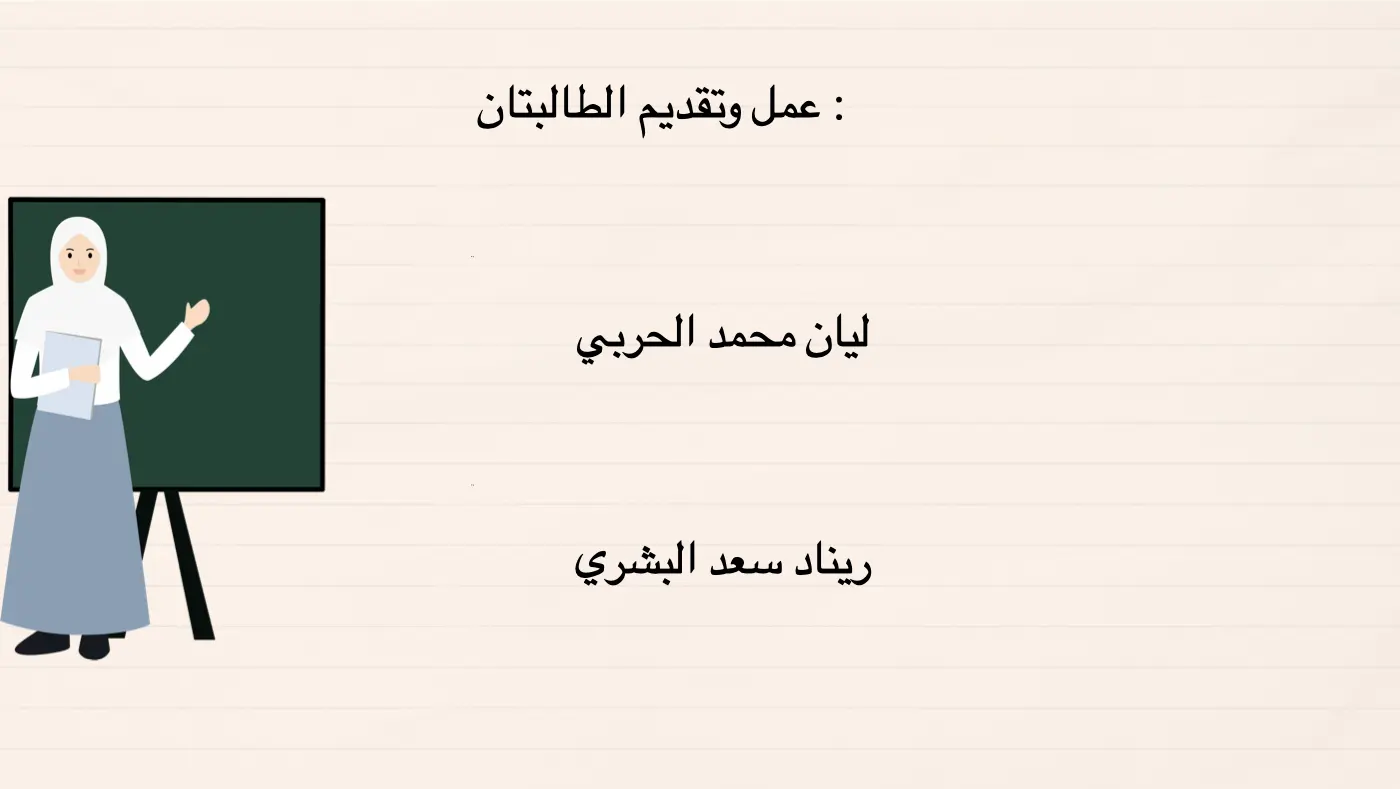 عمل وتقديم الطالبتان :
ليان محمد الحربي
ريناد سعد البشري